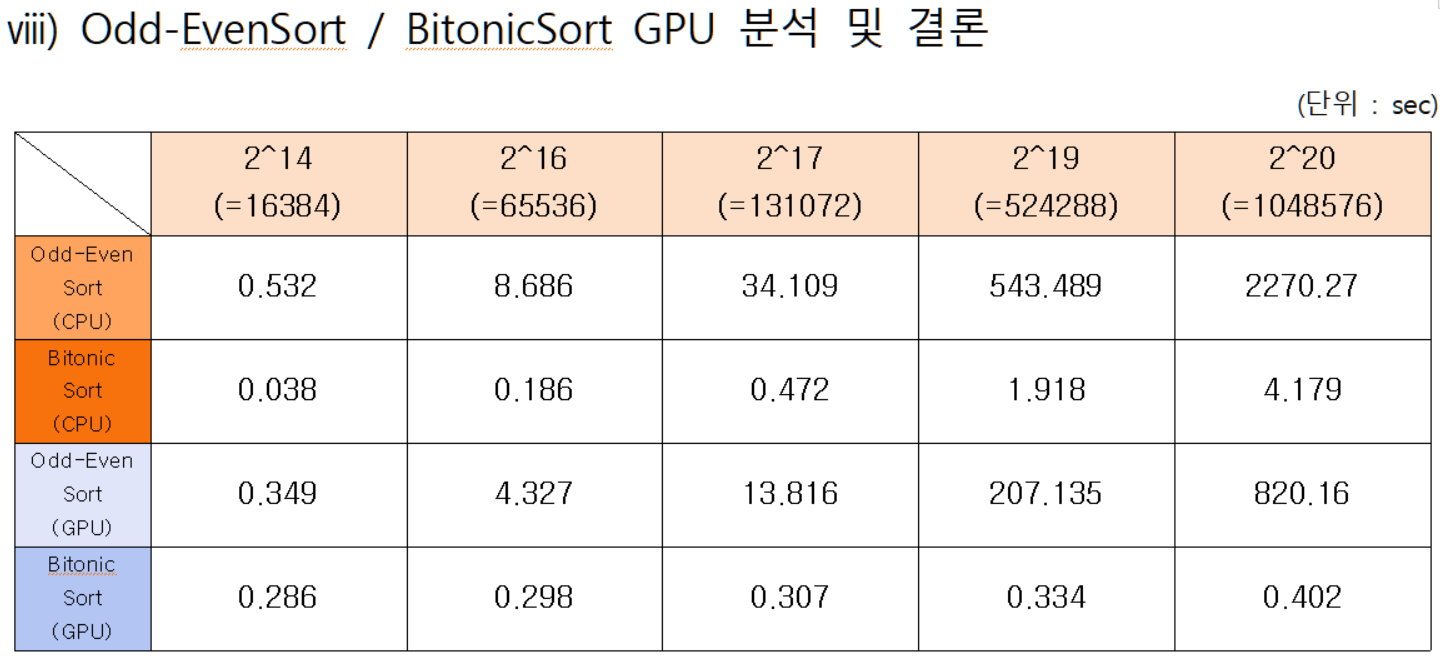 ⅷ) Odd-EvenSort / BitonicSort GPU 분석 및 결론
(단위 : sec)
2^14 2^16 2^17 2^19 2^20
(=16384) (=65536) (=131072) (=524288) (=1048576)
Odd-Even
Sort 0.532 8.686 34.109 543.489 2270.27
(CPU)
Bitonic
Sort 0.038 0.186 0.472 1.918 4.179
(CPU)
Odd-Even
Sort 0.349 4.327 13.816 207.135 820.16
(GPU)
Bitonic
Sort 0.286 0.298 0.307 0.334 0.402
(GPU)